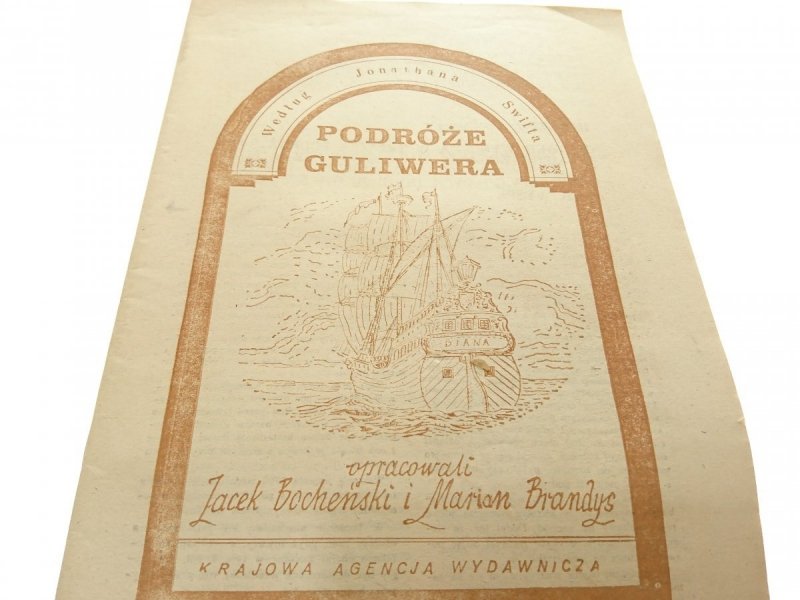 Według Jonathana Swifta
PODRÓŻE
GULIWERA
DIANA
opracowali
Jacek Bocheński i Marian Brandys
KRAJOWA AGENCJA WYDAWNICZA